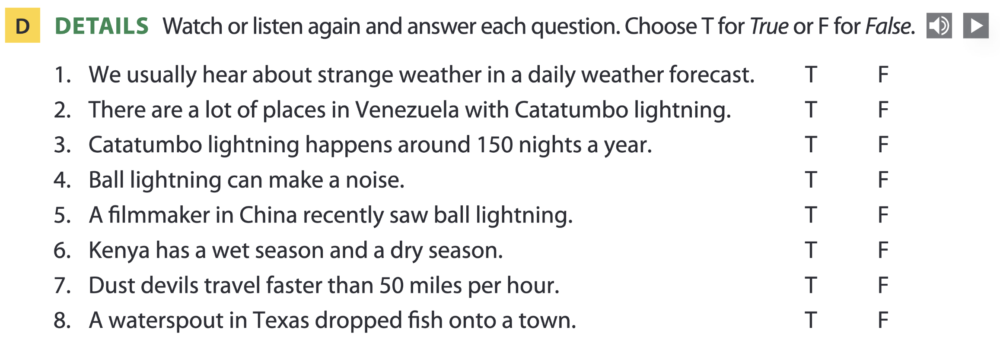 D DETAILS Watch or listen again and answer each question. Choose T for True or F for False.
1. We usually hear about strange weather in a daily weather forecast. T F
2. There are a lot of places in Venezuela with Catatumbo lightning. T F
3. Catatumbo lightning happens around 150 nights a year. T F
4. Ball lightning can make a noise. T F
5. A filmmaker in China recently saw ball lightning. T F
6. Kenya has a wet season and a dry season. T F
7. Dust devils travel faster than 50 miles per hour. T F
8. A waterspout in Texas dropped fish onto a town. T F